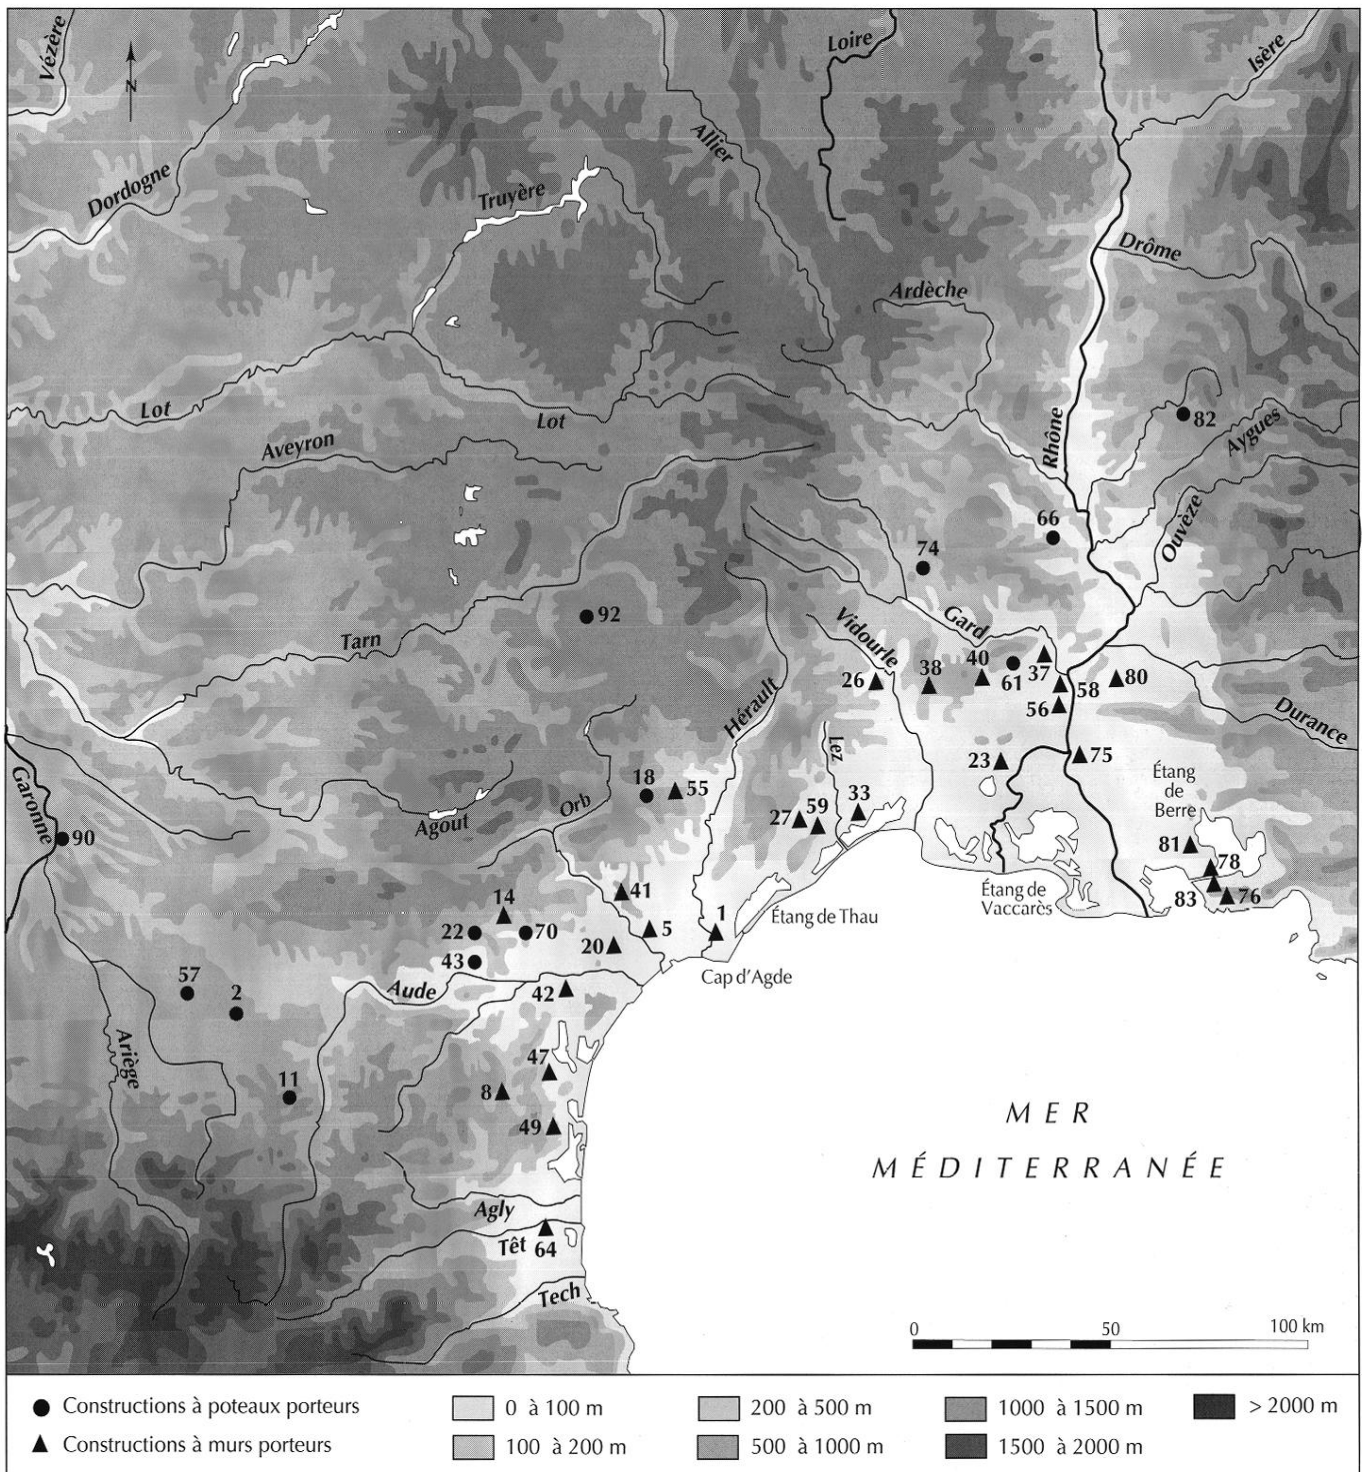 Vézère
N
Dordogne
Truyère
Allier
Loire
Isère
Drôme
Ardèche
Lot
Lot
Aveyron
Rhône
82
Aygues
Ouvèze
66
74
92
Tarn
Vidourle
Gard
26
38
40
61
37
58
80
56
Durance
Hérault
Lez
23
75
Étang
de
Berre
Garonne
90
Agout
Orb
18
55
27
59
33
81
78
83
76
Étang de
Vaccarès
14
41
22
70
20
5
1
Étang de Thau
43
Cap d'Agde
Aude
42
57
2
Ariège
11
47
8
49
MER
MÉDITERRANÉE
Agly
Têt
64
Tech
0 50 100 km
Constructions à poteaux porteurs
Constructions à murs porteurs
0 à 100 m
100 à 200 m
200 à 500 m
500 à 1000 m
1000 à 1500 m
1500 à 2000 m
> 2000 m